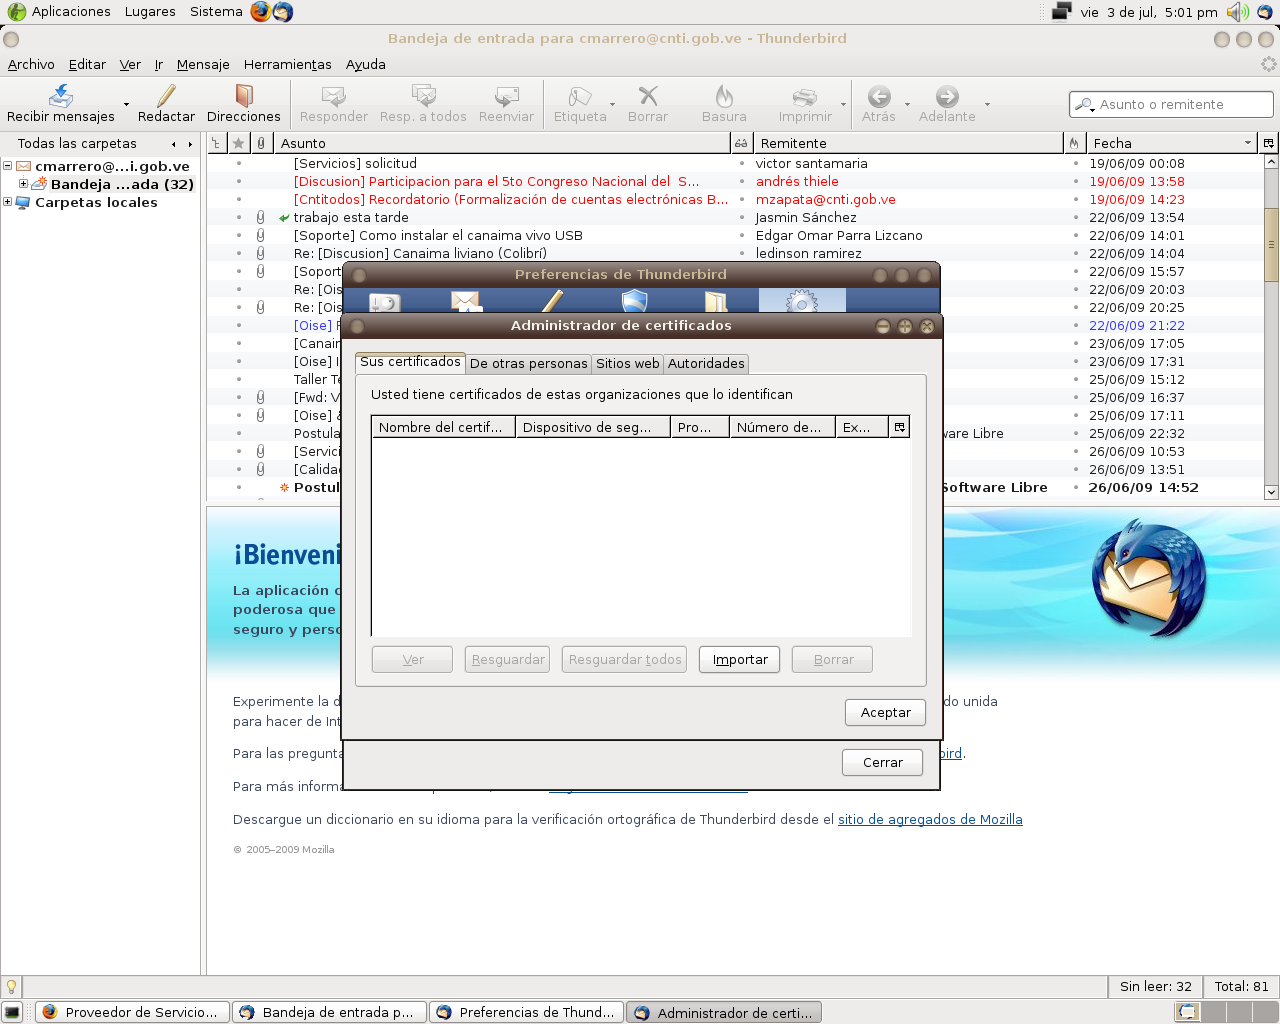 Aplicaciones Lugares Sistema vie 3 de jul, 5:01 pm
Bandeja de entrada para cmarrero@cnti.gob.ve - Thunderbird
Archivo Editar Ver Ir Mensaje Herramientas Ayuda
Recibir mensajes Redactar Direcciones Responder Resp. a todos Reenviar Etiqueta Borrar Basura Imprimir Atrás Adelante Asunto o remitente
Todas las carpetas Asunto Remitente Fecha
cmarrero@...i.gob.ve
Bandeja ...ada (32)
Carpetas locales
[Servicios] solicitud victor santamaria 19/06/09 00:08
[Discusion] Participacion para el 5to Congreso Nacional del S... andrés thiele 19/06/09 13:58
[Cntitodos] Recordatorio (Formalización de cuentas electrónicas B... mzapata@cnti.gob.ve 19/06/09 14:23
trabajo esta tarde Jasmin Sánchez 22/06/09 13:54
[Soporte] Como instalar el canaima vivo USB Edgar Omar Parra Lizcano 22/06/09 14:01
Re: [Discusion] Canaima liviano (Colibrí) ledinson ramirez 22/06/09 14:04
[Soport 22/06/09 15:57
Re: [Ois 22/06/09 20:03
Re: [Ois 22/06/09 20:25
[Oise] 22/06/09 21:22
[Canain 23/06/09 17:05
[Oise] I 23/06/09 17:31
Taller Te 25/06/09 15:12
[Fwd: V 25/06/09 16:37
[Oise] 25/06/09 17:11
Postula ware Libre 25/06/09 22:32
[Servici 26/06/09 10:53
[Calida 26/06/09 13:51
Postul Software Libre 26/06/09 14:52
Preferencias de Thunderbird
Administrador de certificados
Sus certificados De otras personas Sitios web Autoridades
Usted tiene certificados de estas organizaciones que lo identifican
Nombre del certif... Dispositivo de seg... Pro... Número de... Ex...
Ver Resguardar Resguardar todos Importar Borrar
Aceptar
Cerrar
¡Bienveni
La aplicación
poderosa que
seguro y perso
Experimente la d do unida
para hacer de Int
Para las pregunta bird.
Para más informa
Descargue un diccionario en su idioma para la verificación ortográfica de Thunderbird desde el sitio de agregados de Mozilla
© 2005–2009 Mozilla
Sin leer: 32 Total: 81
Proveedor de Servicio... Bandeja de entrada p... Preferencias de Thund... Administrador de certi...